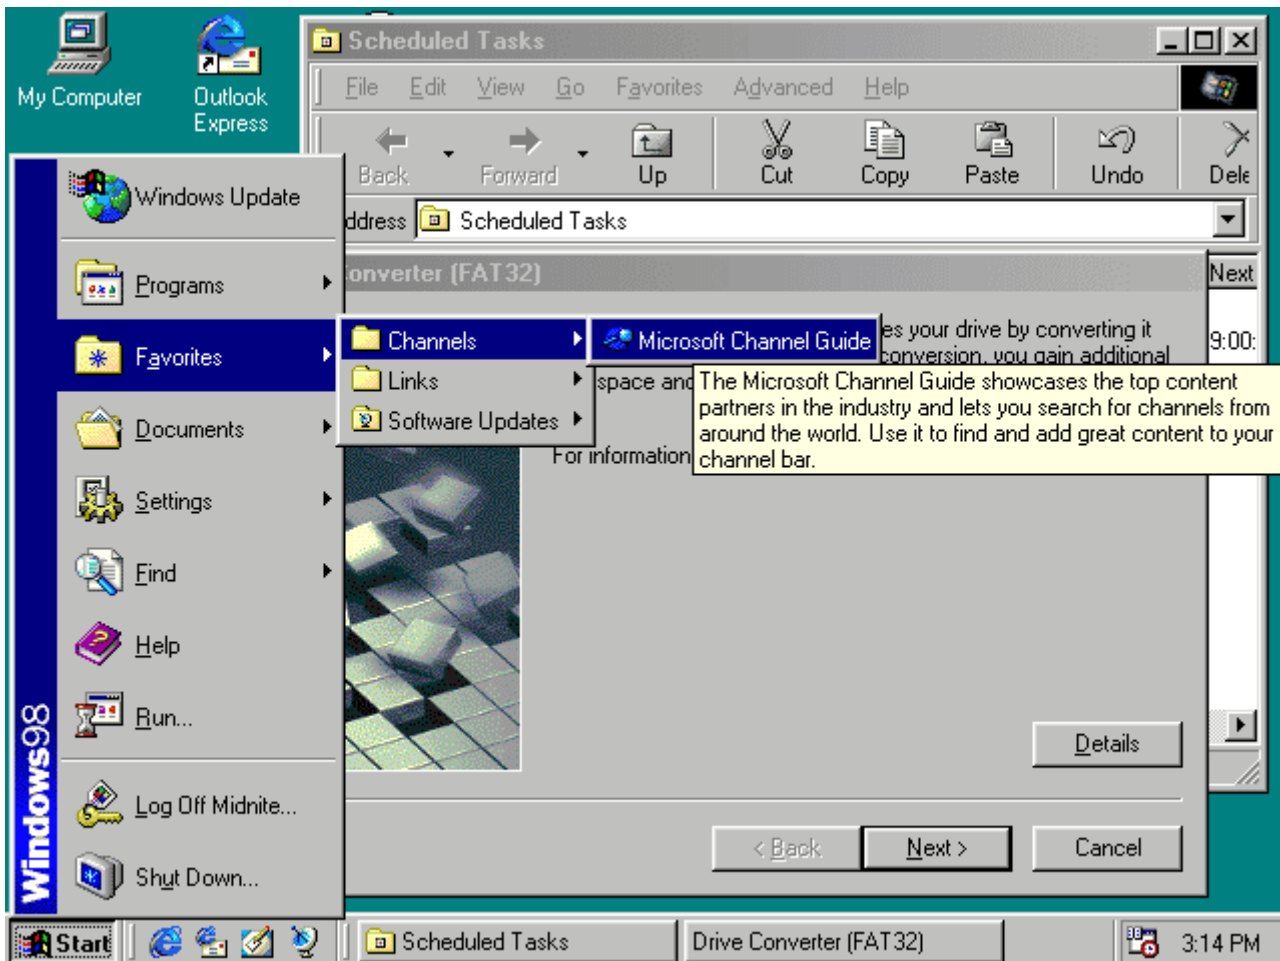 My Computer
Outlook
Express
Scheduled Tasks
File Edit View Go Favorites Advanced Help
Back Forward Up Cut Copy Paste Undo Dele
ddress Scheduled Tasks
onverter (FAT32)
Next
es your drive by converting it
conversion, you gain additional
space and
For information
9:00:
Windows Update
Programs
Favorites
Documents
Settings
Find
Help
Run...
Log Off Midnite...
Shut Down...
Windows98
Channels
Links
Software Updates
Microsoft Channel Guide
The Microsoft Channel Guide showcases the top content
partners in the industry and lets you search for channels from
around the world. Use it to find and add great content to your
channel bar.
Details
< Back Next > Cancel
Start Scheduled Tasks Drive Converter (FAT32) 3:14 PM